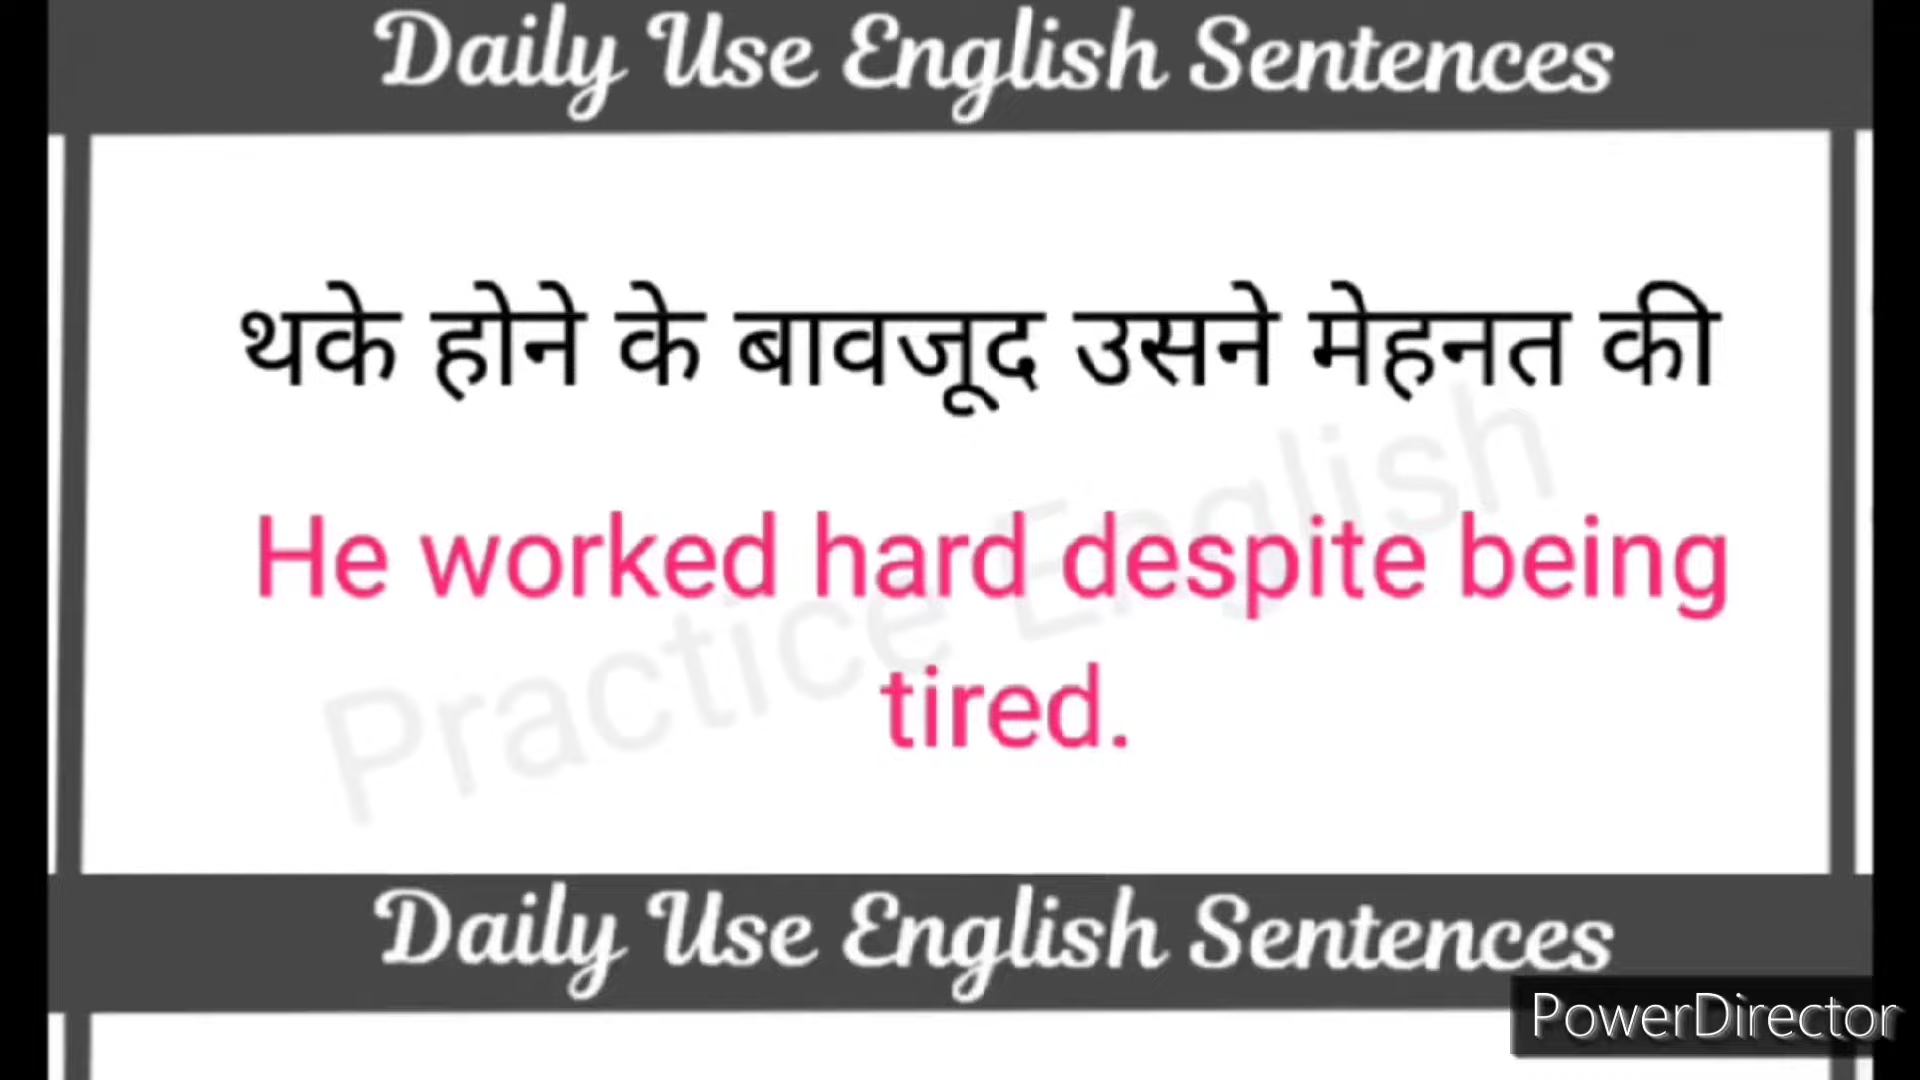 Daily Use English Sentences
थके होने के बावजूद उसने मेहनत की
He worked hard despite being
tired.
Practice English
Daily Use English Sentences
PowerDirector